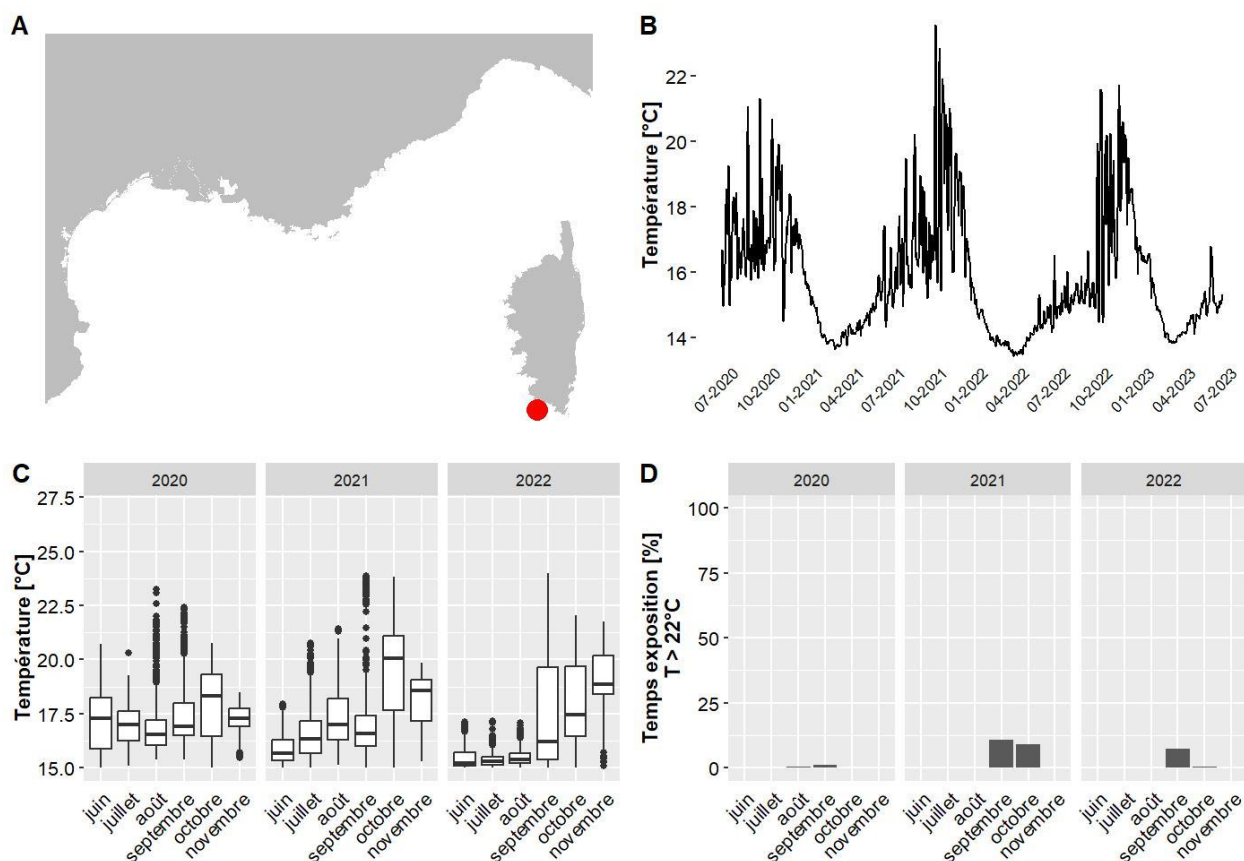 A
B
Température [°C]
22
20
18
16
14
07-2020
10-2020
01-2021
04-2021
07-2021
10-2021
01-2022
04-2022
07-2022
10-2022
01-2023
04-2023
07-2023
C
2020
2021
2022
Température [°C]
27.5
25.0
22.5
20.0
17.5
15.0
juin
juillet
août
septembre
octobre
novembre
juin
juillet
août
septembre
octobre
novembre
juin
juillet
août
septembre
octobre
novembre
D
2020
2021
2022
Temps exposition [%]
T > 22°C
100
75
50
25
0
juin
juillet
août
septembre
octobre
novembre
juin
juillet
août
septembre
octobre
novembre
juin
juillet
août
septembre
octobre
novembre